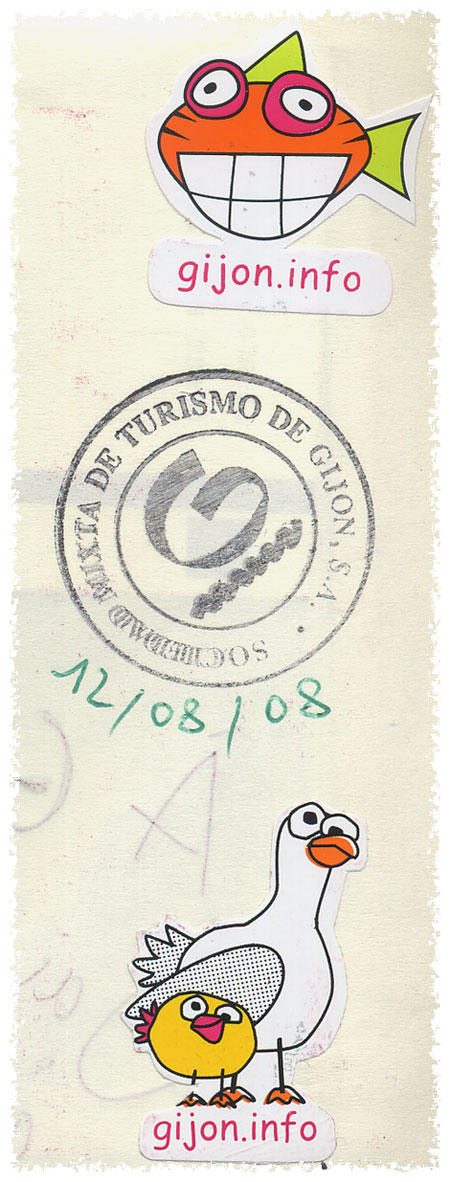 gijon.info
SOCIEDAD MIXTA DE TURISMO DE GIJON, S.A.
12/08/08
A
gijon.info